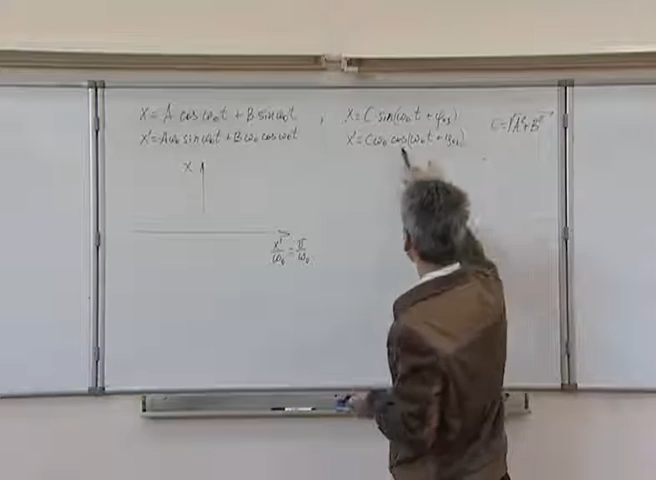 x = A cos ω₀t + B sin ω₀t , x = C sin(ω₀t + φ₀₁)
x' = -Aω₀ sin ω₀t + Bω₀ cos ω₀t x' = Cω₀ cos(ω₀t + φ₀₁) C = √A² + B²
x
x'/ω₀ = v/ω₀